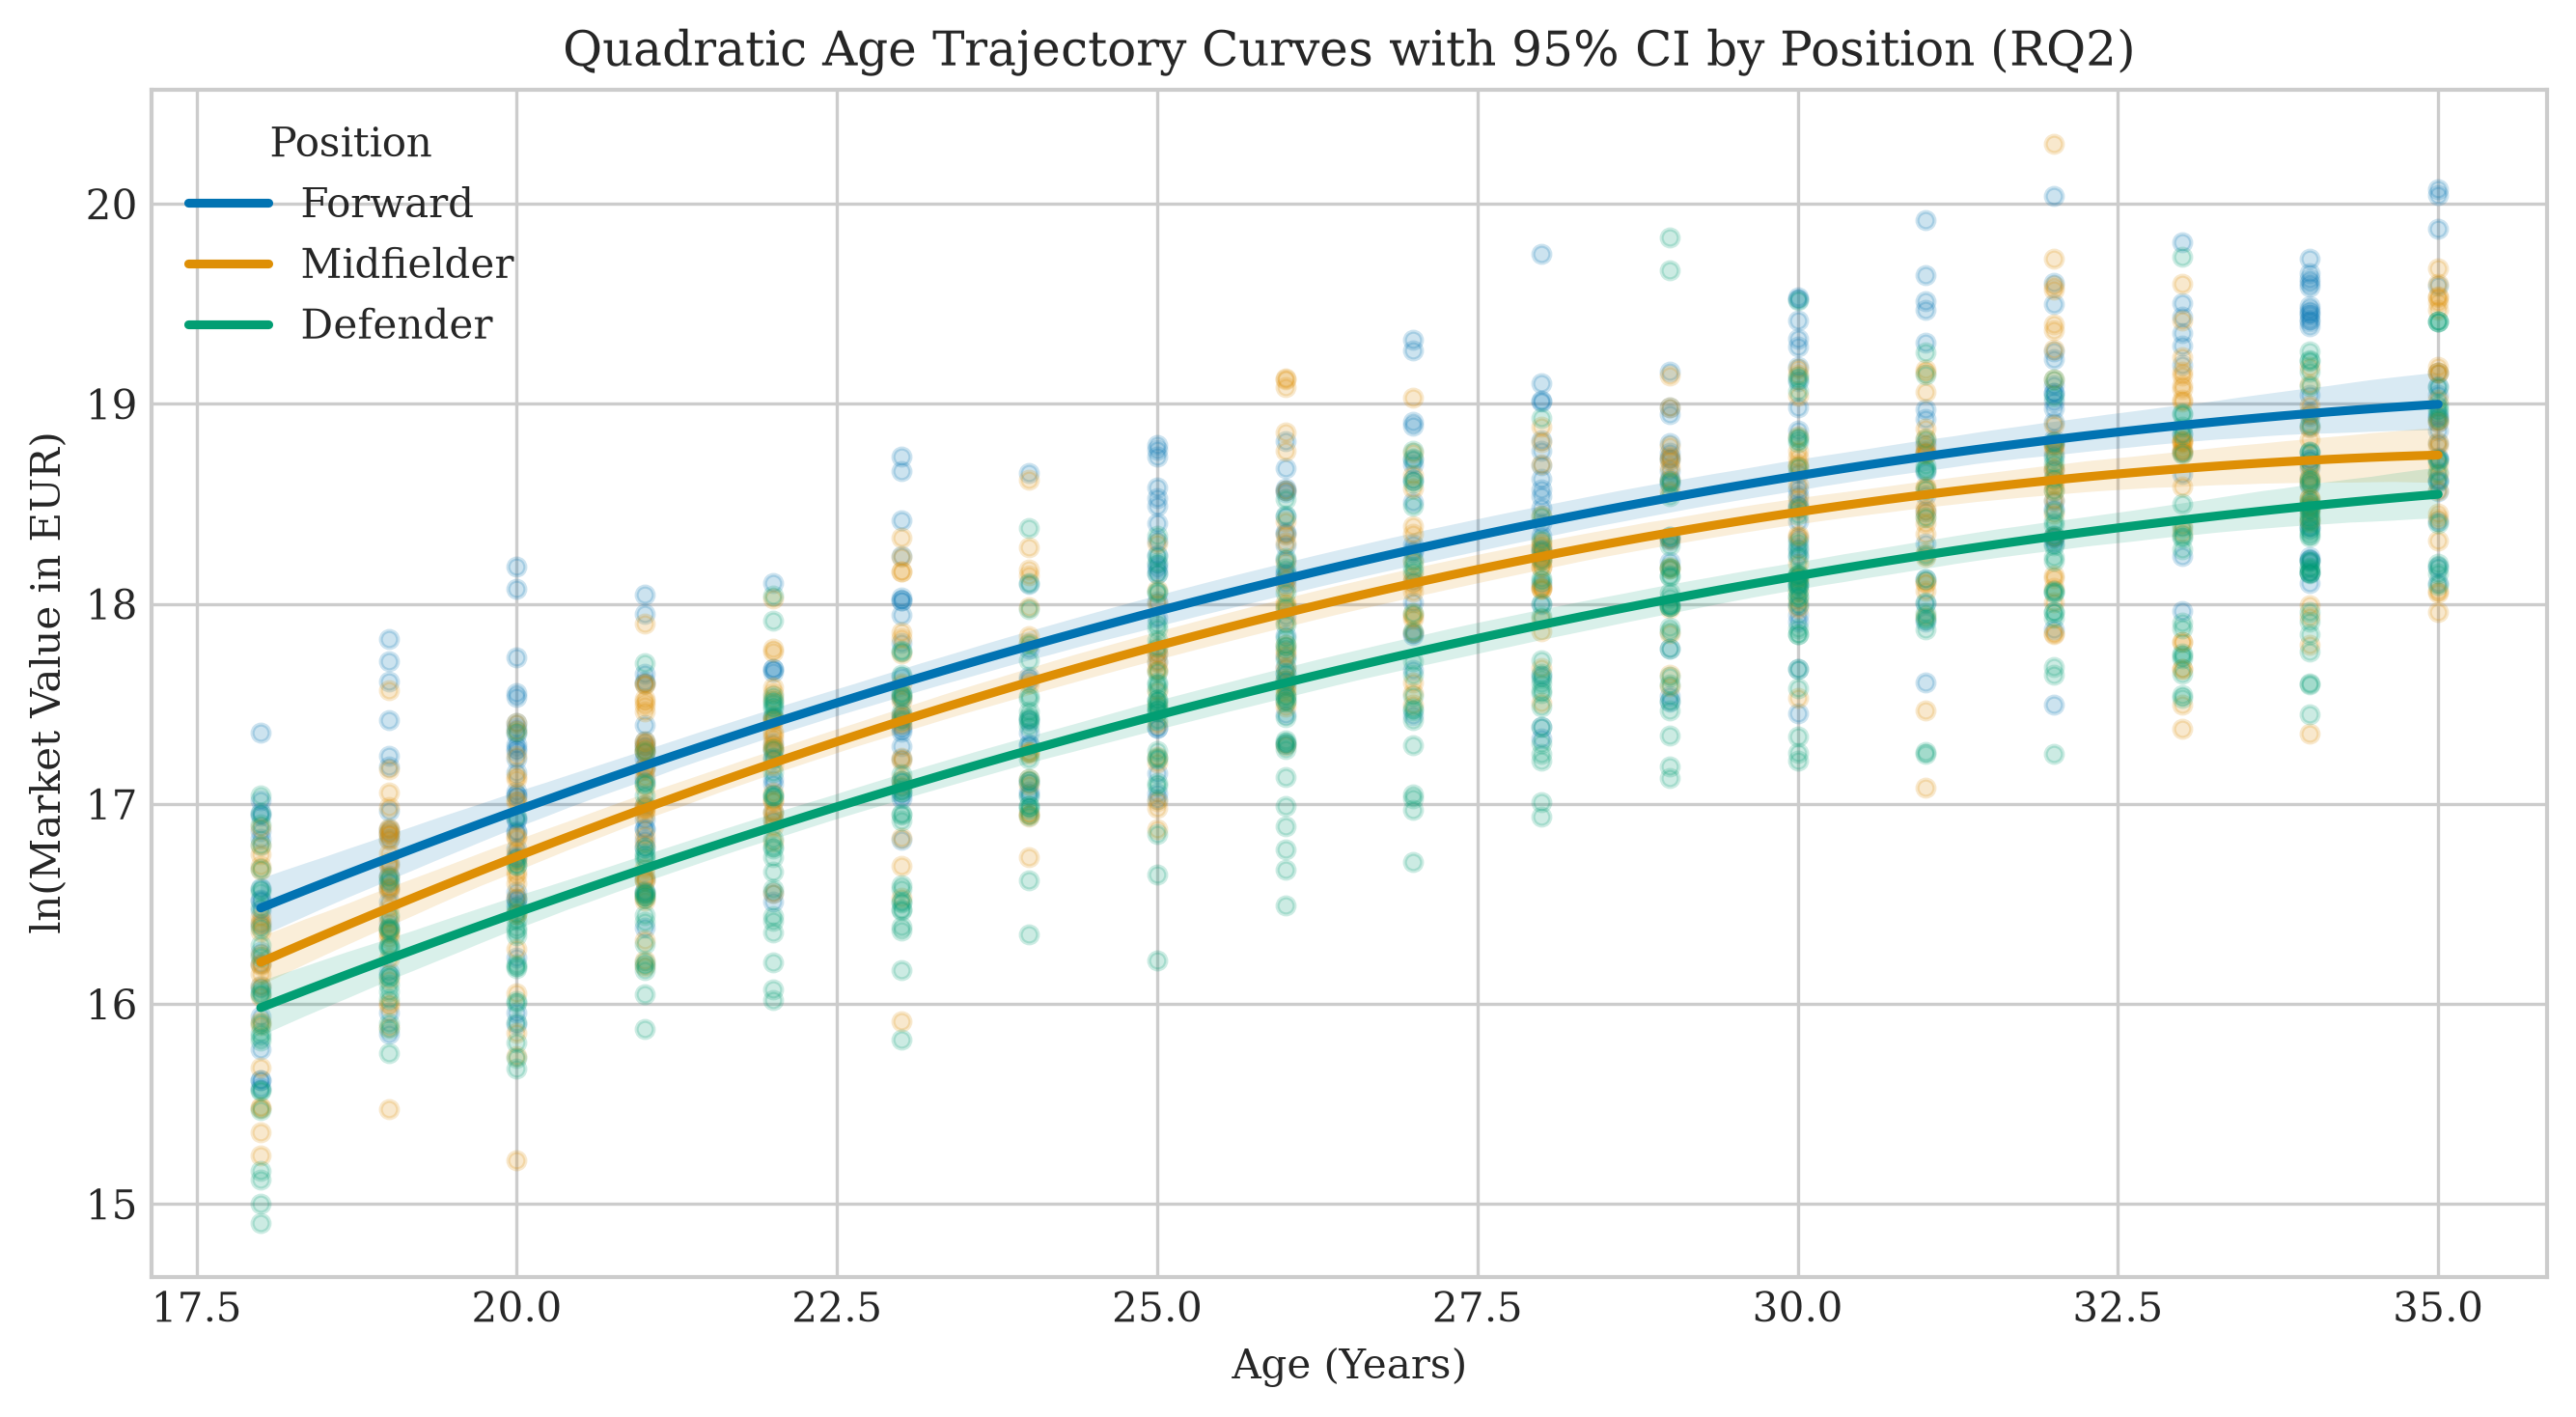 Quadratic Age Trajectory Curves with 95% CI by Position (RQ2)
Position
Forward
Midfielder
Defender
ln(Market Value in EUR)
20
19
18
17
16
15
17.5 20.0 22.5 25.0 27.5 30.0 32.5 35.0
Age (Years)